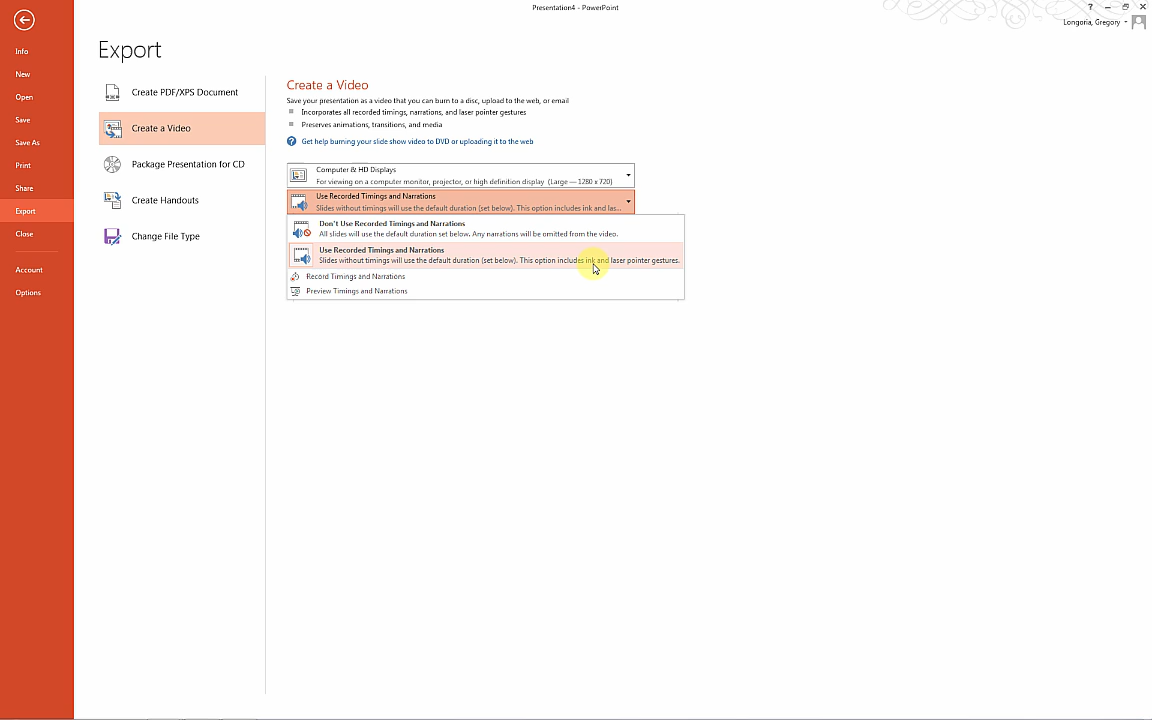 Presentation4 - PowerPoint
?
Longoria, Gregory
Info
New
Open
Save
Save As
Print
Share
Export
Close
Account
Options
Export
Create PDF/XPS Document
Create a Video
Package Presentation for CD
Create Handouts
Change File Type
Create a Video
Save your presentation as a video that you can burn to a disc, upload to the web, or email
Incorporates all recorded timings, narrations, and laser pointer gestures
Preserves animations, transitions, and media
Get help burning your slide show video to DVD or uploading it to the web
Computer & HD Displays
For viewing on a computer monitor, projector, or high definition display (Large — 1280 x 720)
Use Recorded Timings and Narrations
Slides without timings will use the default duration (set below). This option includes ink and las...
Don't Use Recorded Timings and Narrations
All slides will use the default duration set below. Any narrations will be omitted from the video.
Use Recorded Timings and Narrations
Slides without timings will use the default duration (set below). This option includes ink and laser pointer gestures.
Record Timings and Narrations
Preview Timings and Narrations